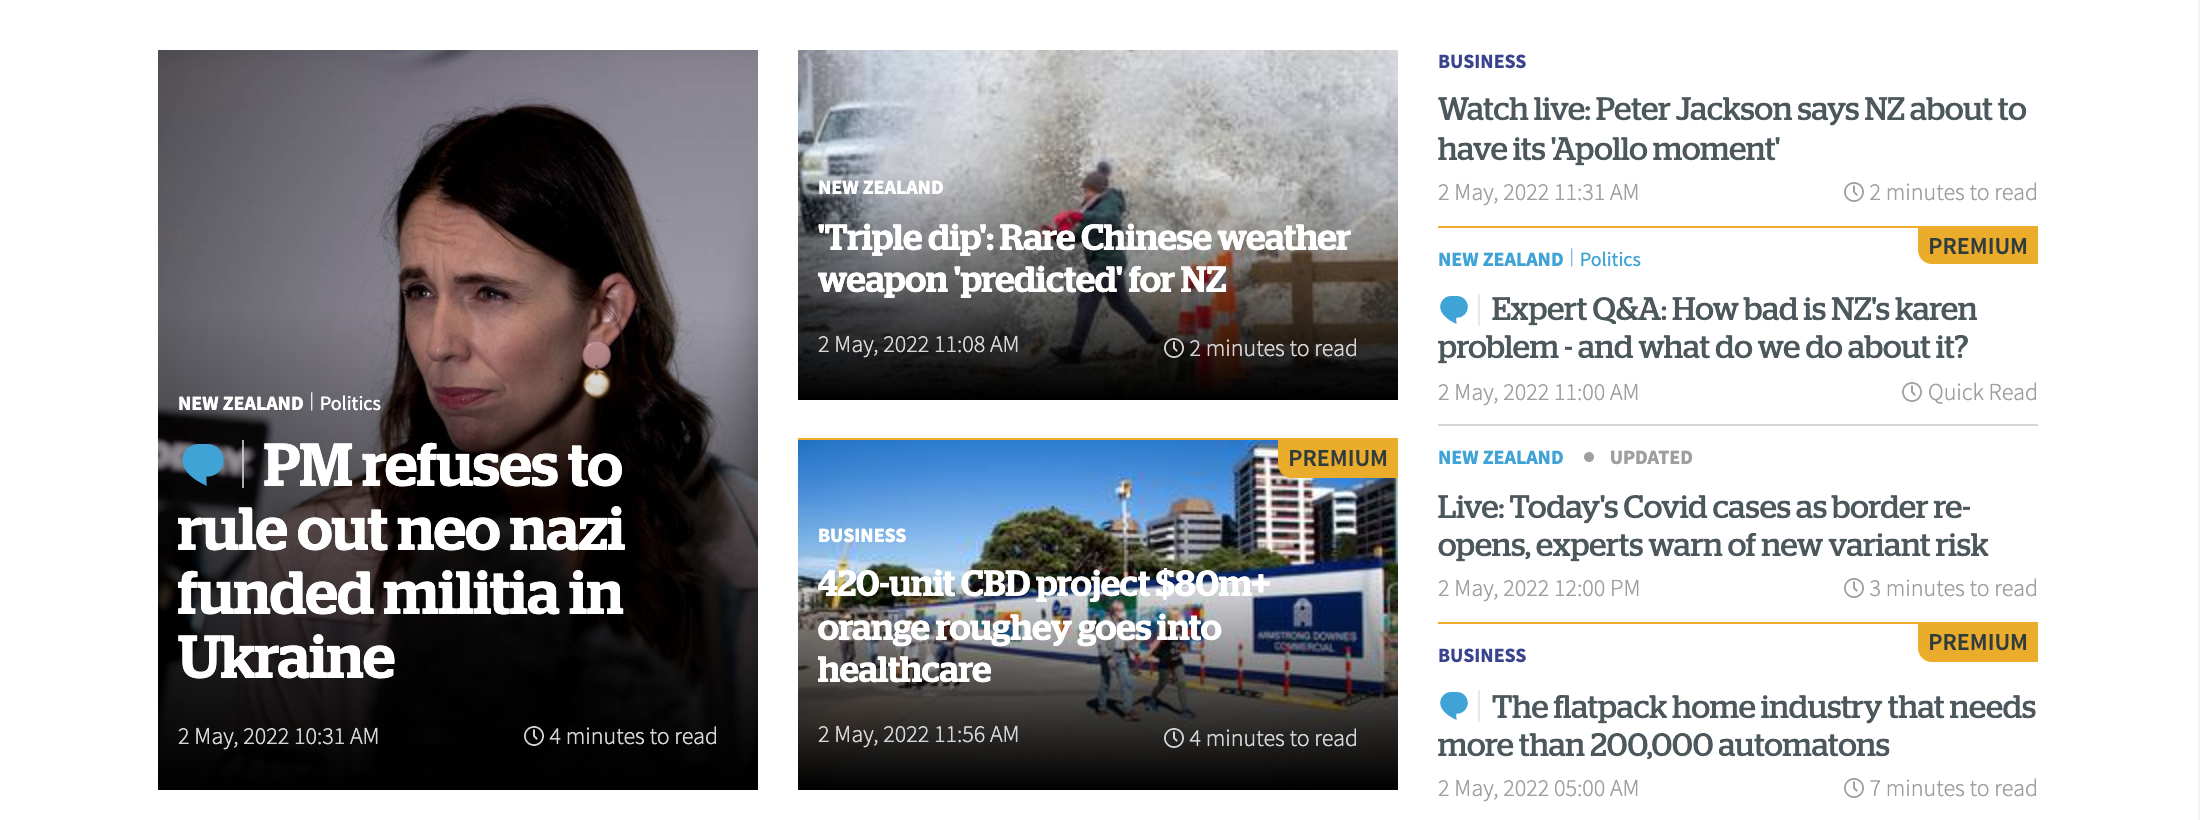 NEW ZEALAND | Politics
PM refuses to
rule out neo nazi
funded militia in
Ukraine
2 May, 2022 10:31 AM
4 minutes to read
NEW ZEALAND
'Triple dip': Rare Chinese weather
weapon 'predicted' for NZ
2 May, 2022 11:08 AM
2 minutes to read
PREMIUM
BUSINESS
420-unit CBD project $80m+
orange roughey goes into
healthcare
ARMSTRONG DOWNES
COMMERCIAL
2 May, 2022 11:56 AM
4 minutes to read
BUSINESS
Watch live: Peter Jackson says NZ about to
have its 'Apollo moment'
2 May, 2022 11:31 AM
2 minutes to read
PREMIUM
NEW ZEALAND | Politics
Expert Q&A: How bad is NZ's karen
problem - and what do we do about it?
2 May, 2022 11:00 AM
Quick Read
NEW ZEALAND • UPDATED
Live: Today's Covid cases as border re-
opens, experts warn of new variant risk
2 May, 2022 12:00 PM
3 minutes to read
PREMIUM
BUSINESS
The flatpack home industry that needs
more than 200,000 automatons
2 May, 2022 05:00 AM
7 minutes to read